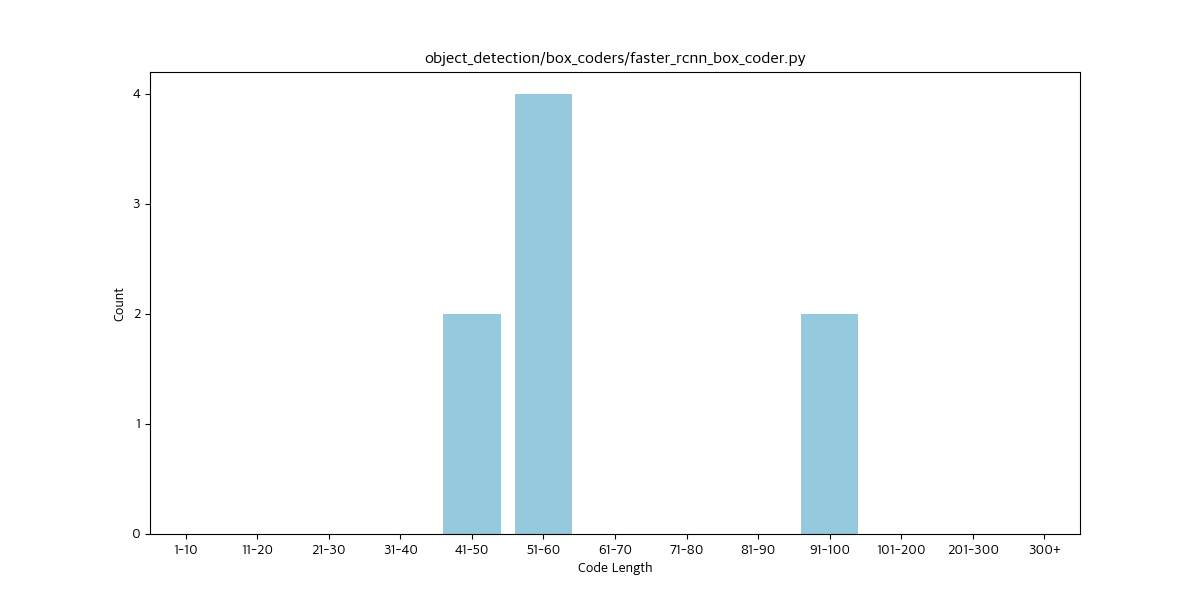 object_detection/box_coders/faster_rcnn_box_coder.py
4
3
2
1
0
Count
1-10 11-20 21-30 31-40 41-50 51-60 61-70 71-80 81-90 91-100 101-200 201-300 300+
Code Length